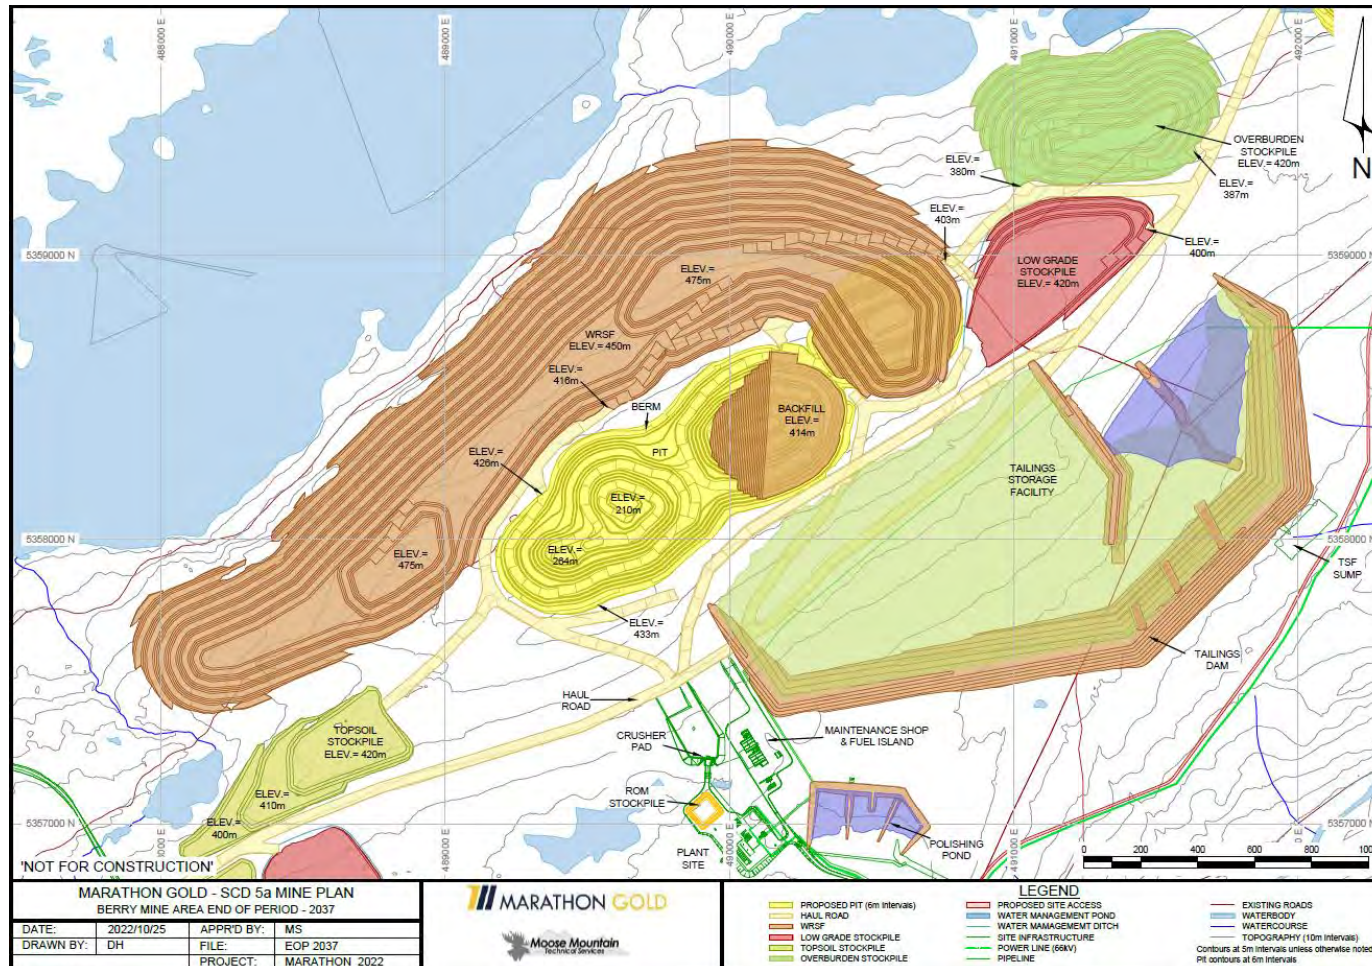 488000 E
489000 E
490000 E
491000 E
492000 E
OVERBURDEN
STOCKPILE
ELEV.= 420m
N
ELEV.=
380m
ELEV.=
387m
ELEV.=
403m
ELEV.=
400m
5359000 N
5359000 N
LOW GRADE
STOCKPILE
ELEV.= 420m
ELEV.=
475m
WRSF
ELEV.= 450m
ELEV.=
416m
BERM
BACKFILL
ELEV.=
414m
PIT
ELEV.=
426m
TAILINGS
STORAGE
FACILITY
ELEV.=
210m
5358000 N
5358000 N
ELEV.=
475m
ELEV.=
264m
TSF
SUMP
ELEV.=
433m
TAILINGS
DAM
HAUL
ROAD
TOPSOIL
STOCKPILE
ELEV.= 420m
CRUSHER
PAD
MAINTENANCE SHOP
& FUEL ISLAND
ELEV.=
410m
ROM
STOCKPILE
ELEV.=
400m
5357000 N
5357000 N
POLISHING
POND
PLANT
SITE
489000 E
490000 E
491000 E
0 200 400 600 800 100
'NOT FOR CONSTRUCTION'
MARATHON GOLD - SCD 5a MINE PLAN
BERRY MINE AREA END OF PERIOD - 2037
DATE: 2022/10/25 APPR'D BY: MS
DRAWN BY: DH FILE: EOP 2037
PROJECT: MARATHON 2022
MARATHON GOLD
Moose Mountain
Technical Services
LEGEND
PROPOSED PIT (6m Intervals)
HAUL ROAD
WRSF
LOW GRADE STOCKPILE
TOPSOIL STOCKPILE
OVERBURDEN STOCKPILE
PROPOSED SITE ACCESS
WATER MANAGEMENT POND
WATER MANAGEMENT DITCH
SITE INFRASTRUCTURE
POWER LINE (66kV)
PIPELINE
EXISTING ROADS
WATERBODY
WATERCOURSE
TOPOGRAPHY (10m Intervals)
Contours at 5m Intervals unless otherwise noted
Pit contours at 6m Intervals